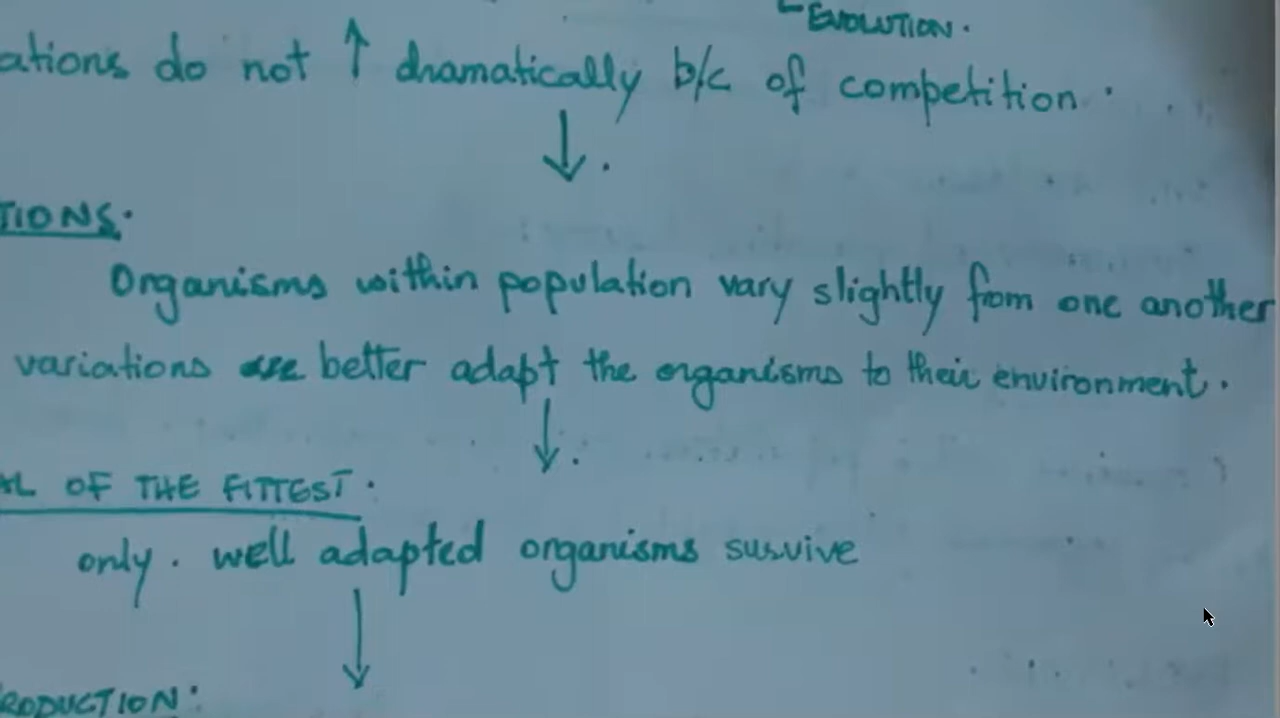 EVOLUTION.
ations do not ↑ dramatically b/c of competition.
↓.
TIONS.
Organisms within population vary slightly from one another
variations are better adapt the organisms to their environment.
↓.
AL OF THE FITTEST.
only. well adapted organisms survive
↓
RODUCTION: